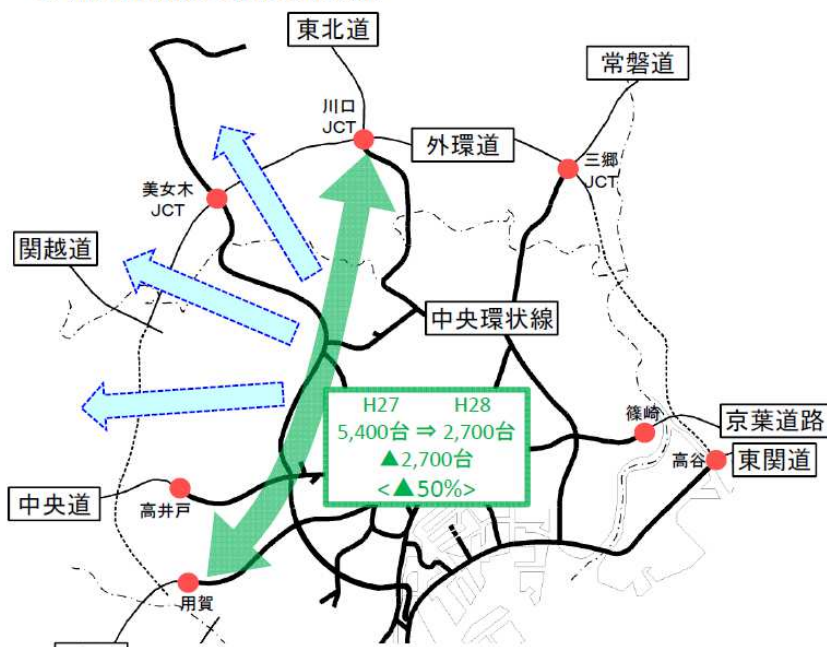 東北道
常磐道
川口
JCT
外環道
三郷
JCT
美女木
JCT
関越道
中央環状線
H27 H28
5,400台 ⇒ 2,700台
▲2,700台
<▲50%>
篠崎
京葉道路
高谷
東関道
中央道
高井戸
用賀